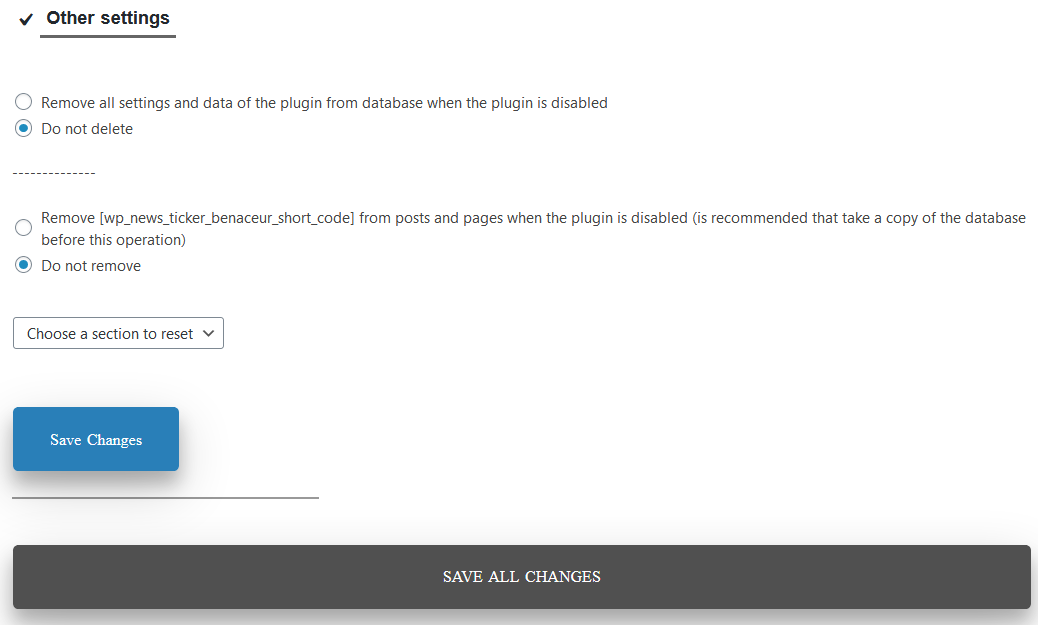 Other settings
Remove all settings and data of the plugin from database when the plugin is disabled
Do not delete
--------------
Remove [wp_news_ticker_benaceur_short_code] from posts and pages when the plugin is disabled (is recommended that take a copy of the database
before this operation)
Do not remove
Choose a section to reset
Save Changes
SAVE ALL CHANGES